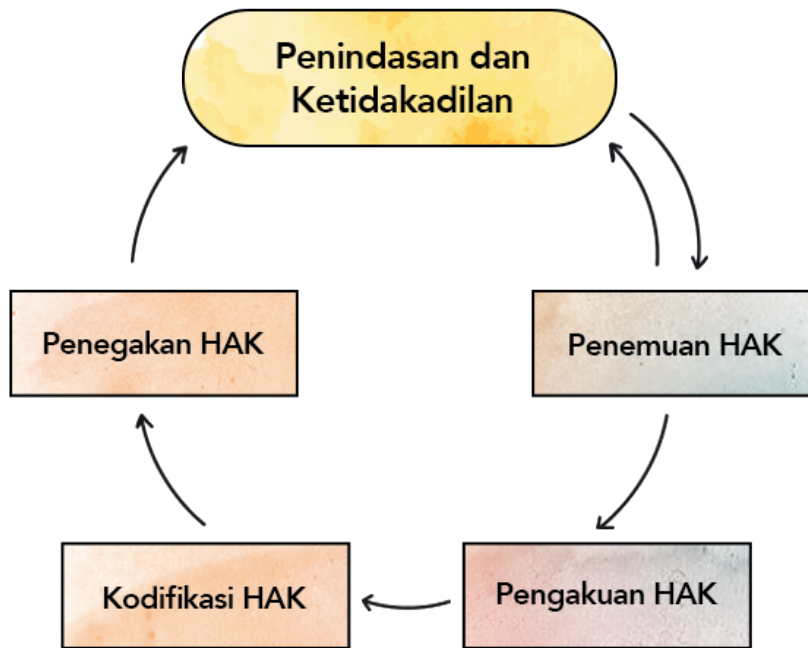 Penindasan dan
Ketidakadilan
Penegakan HAK
Penemuan HAK
Kodifikasi HAK
Pengakuan HAK